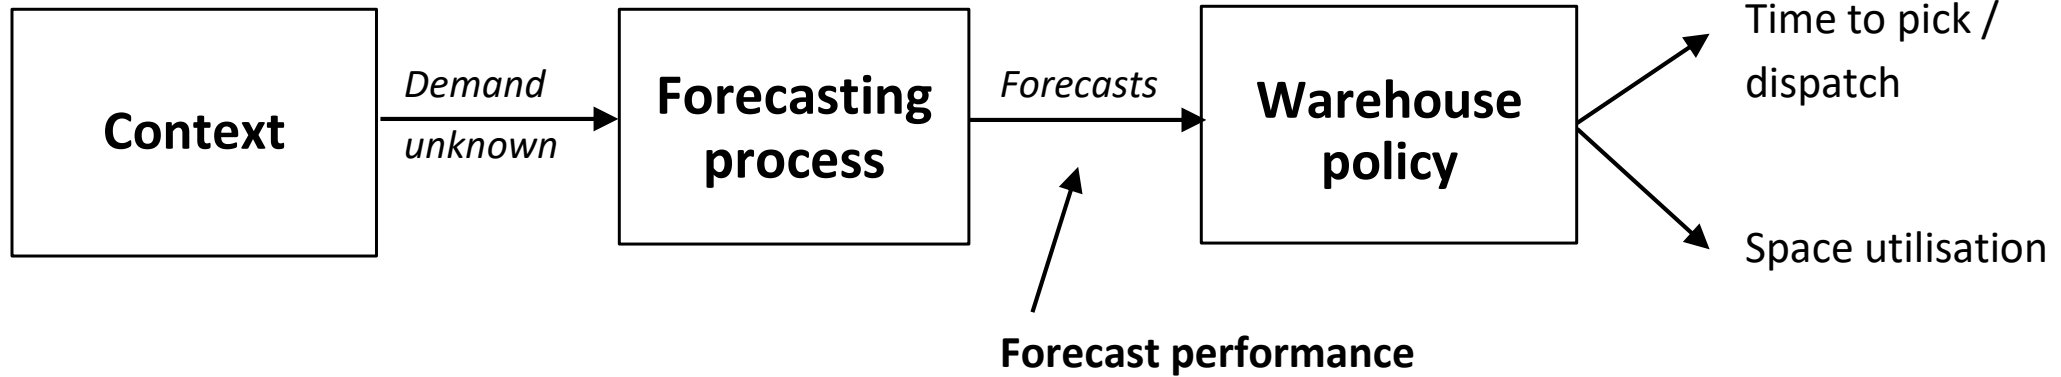 Context
Demand
unknown
Forecasting
process
Forecasts
Warehouse
policy
Time to pick /
dispatch
Space utilisation
Forecast performance